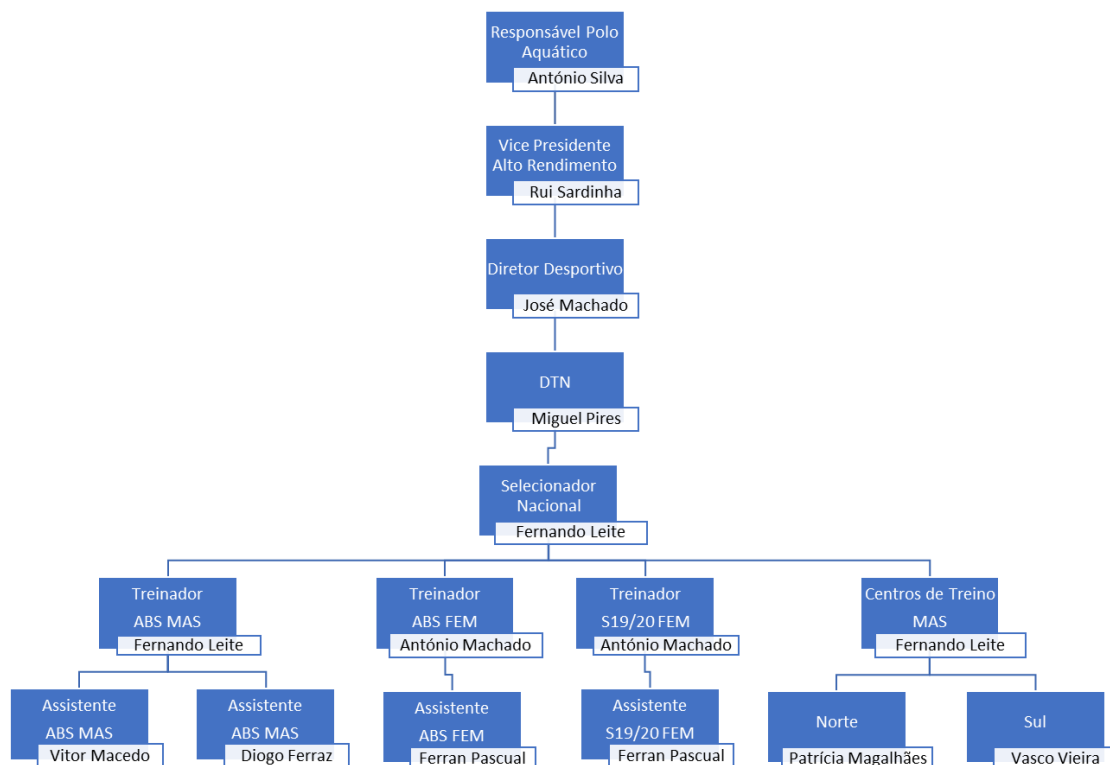 Responsável Polo
Aquático
António Silva
Vice Presidente
Alto Rendimento
Rui Sardinha
Diretor Desportivo
José Machado
DTN
Miguel Pires
Selecionador
Nacional
Fernando Leite
Treinador
ABS MAS
Fernando Leite
Treinador
ABS FEM
António Machado
Treinador
S19/20 FEM
António Machado
Centros de Treino
MAS
Fernando Leite
Assistente
ABS MAS
Vitor Macedo
Assistente
ABS MAS
Diogo Ferraz
Assistente
ABS FEM
Ferran Pascual
Assistente
S19/20 FEM
Ferran Pascual
Norte
Patrícia Magalhães
Sul
Vasco Vieira